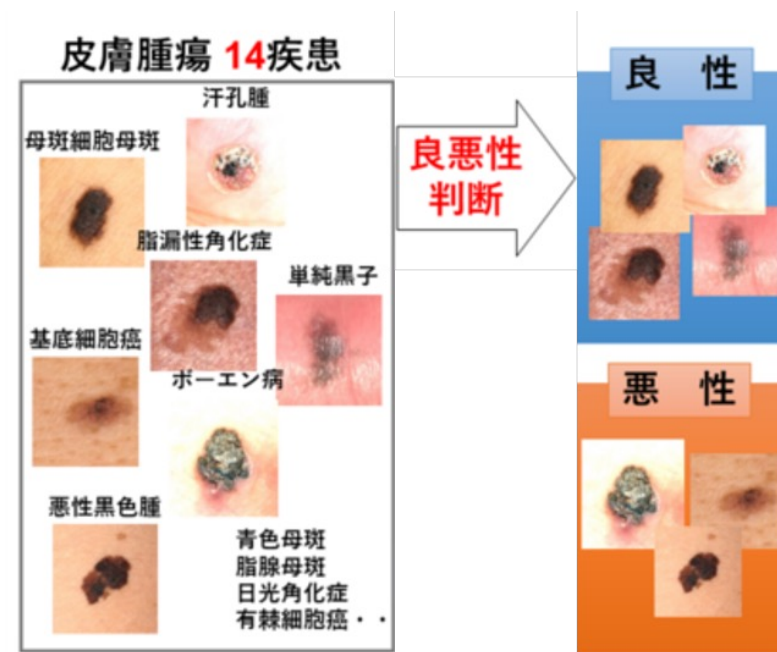 皮膚腫瘍 14疾患
汗孔腫
母斑細胞母斑
脂漏性角化症
単純黒子
基底細胞癌
ボーエン病
悪性黒色腫
青色母斑
脂腺母斑
日光角化症
有棘細胞癌・・
良悪性
判断
良 性
悪 性